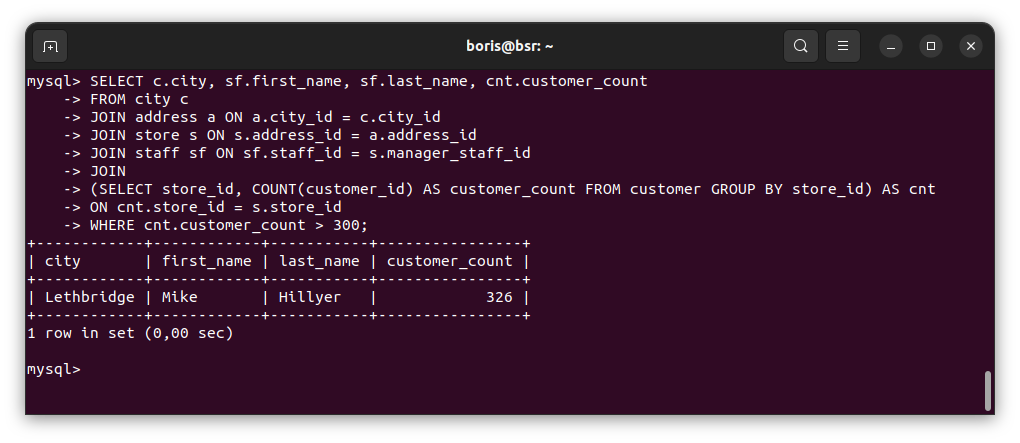 boris@bsr: ~
mysql> SELECT c.city, sf.first_name, sf.last_name, cnt.customer_count
    -> FROM city c
    -> JOIN address a ON a.city_id = c.city_id
    -> JOIN store s ON s.address_id = a.address_id
    -> JOIN staff sf ON sf.staff_id = s.manager_staff_id
    -> JOIN
    -> (SELECT store_id, COUNT(customer_id) AS customer_count FROM customer GROUP BY store_id) AS cnt
    -> ON cnt.store_id = s.store_id
    -> WHERE cnt.customer_count > 300;
+------------+------------+-----------+----------------+
| city       | first_name | last_name | customer_count |
+------------+------------+-----------+----------------+
| Lethbridge | Mike       | Hillyer   |            326 |
+------------+------------+-----------+----------------+
1 row in set (0,00 sec)
mysql>